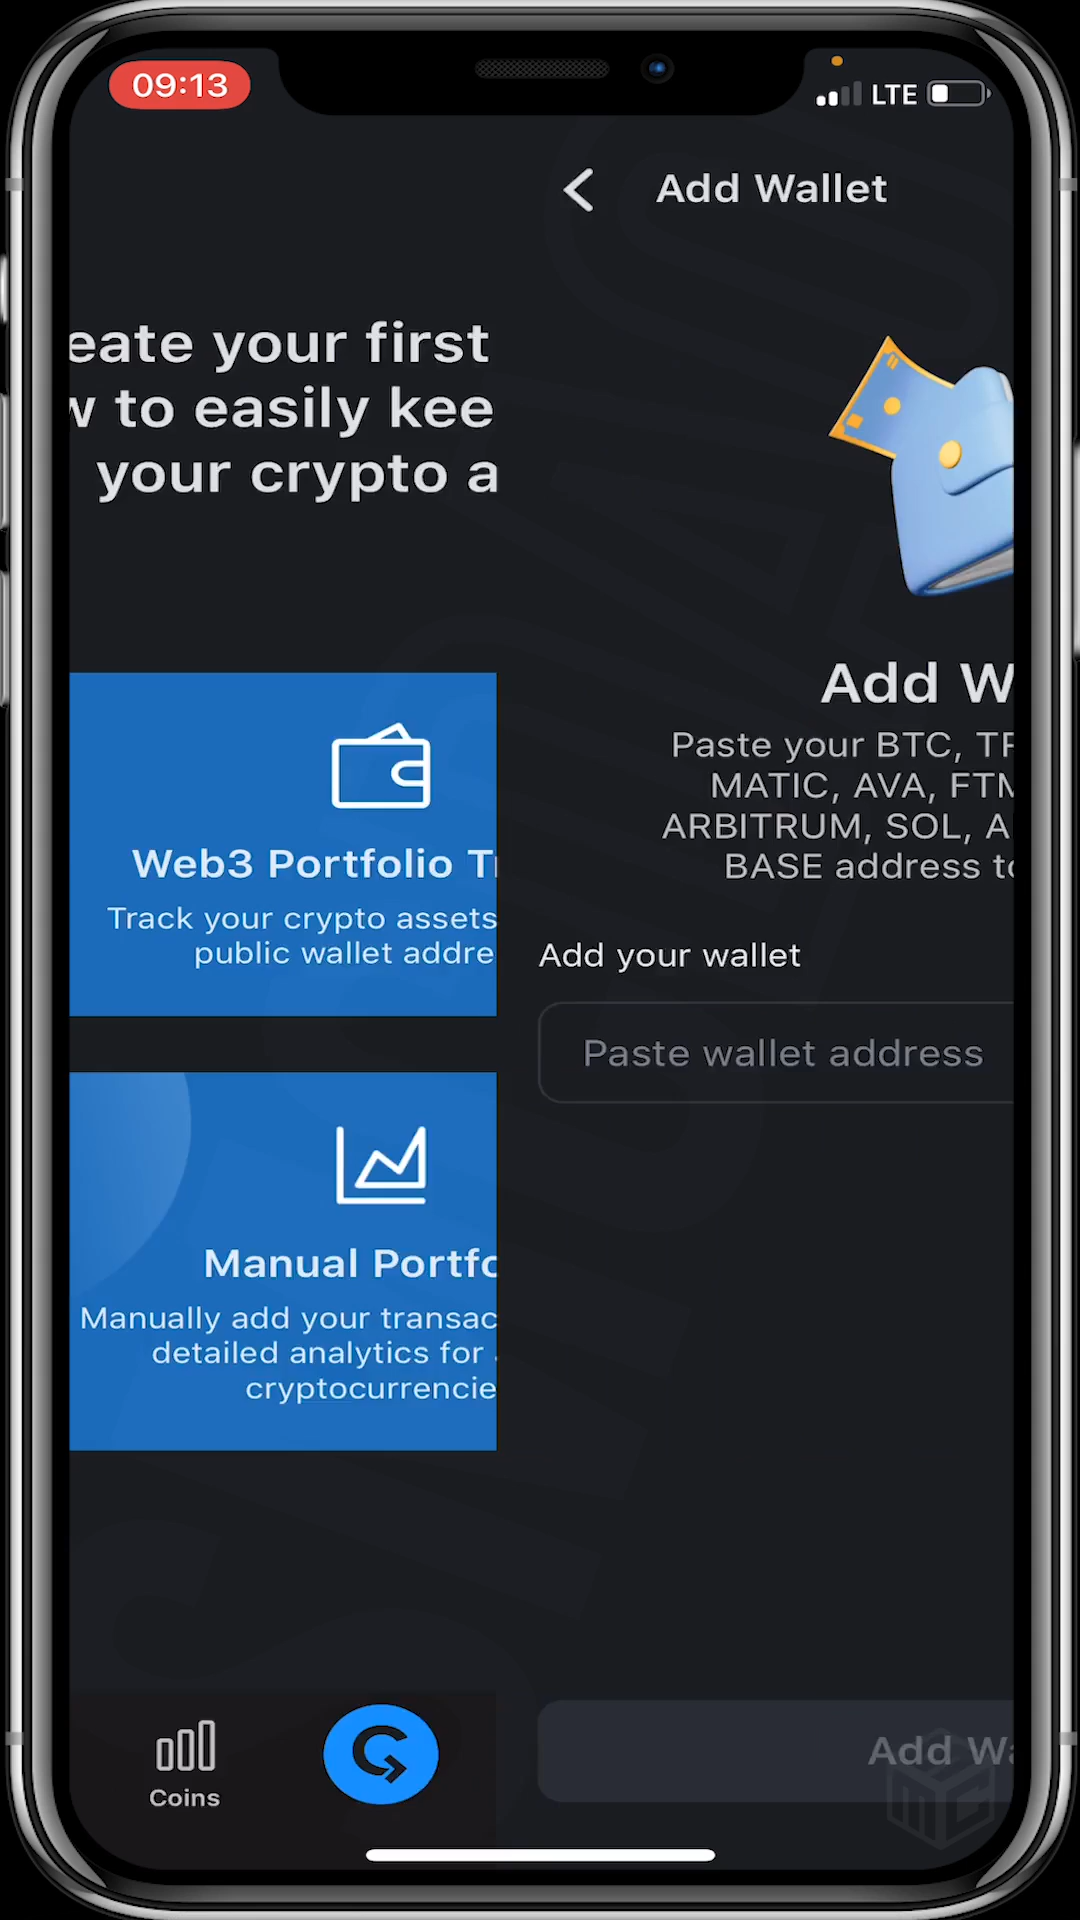 09:13
LTE
Add Wallet
eate your first
w to easily kee
your crypto a
Add W
Paste your BTC, TR
MATIC, AVA, FTM
ARBITRUM, SOL, A
BASE address to
Web3 Portfolio Tr
Track your crypto assets
public wallet addre
Add your wallet
Paste wallet address
Manual Portfo
Manually add your transac
detailed analytics for
cryptocurrencie
Coins
Add Wa
MC